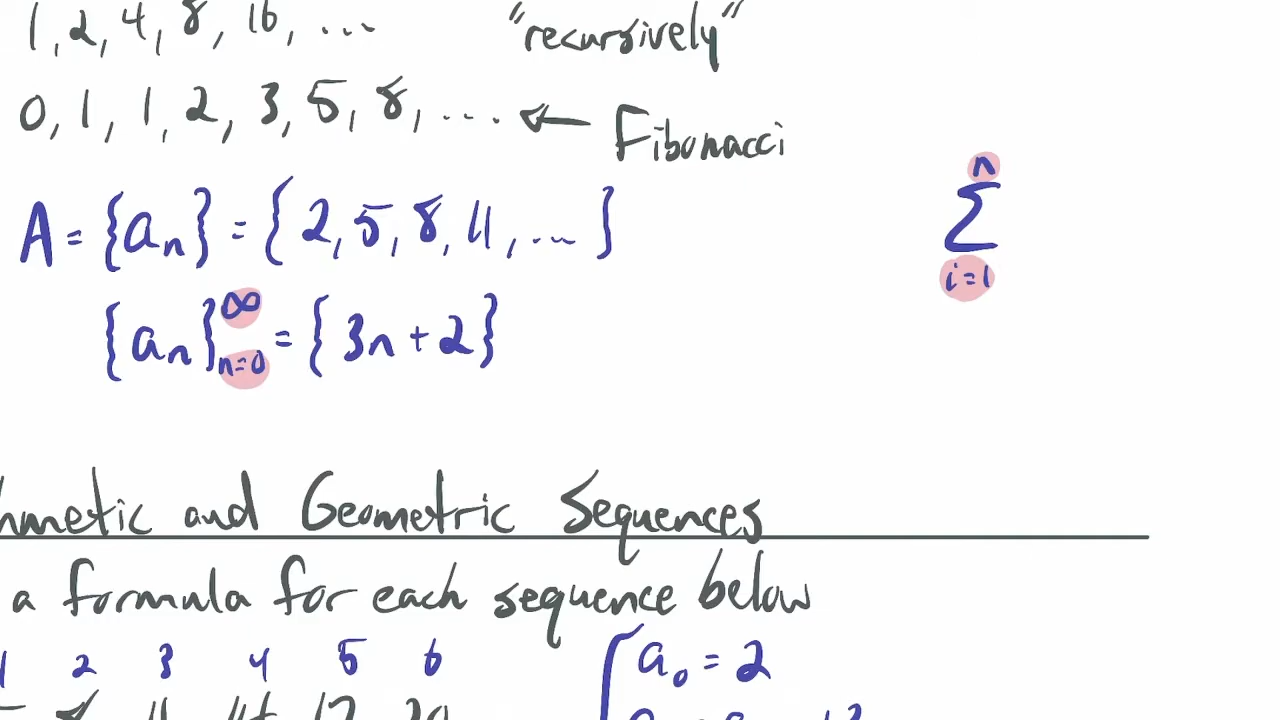 1, 2, 4, 8, 16, ... "recursively"
0, 1, 1, 2, 3, 5, 8, ... ← Fibonacci
A = {aₙ} = {2, 5, 8, 11, ...}
n
Σ
i=1
{aₙ}ₙ₌₀^∞ = {3n + 2}
hmetic and Geometric Sequences
a formula for each sequence below
1 2 3 4 5 6
a₀ = 2